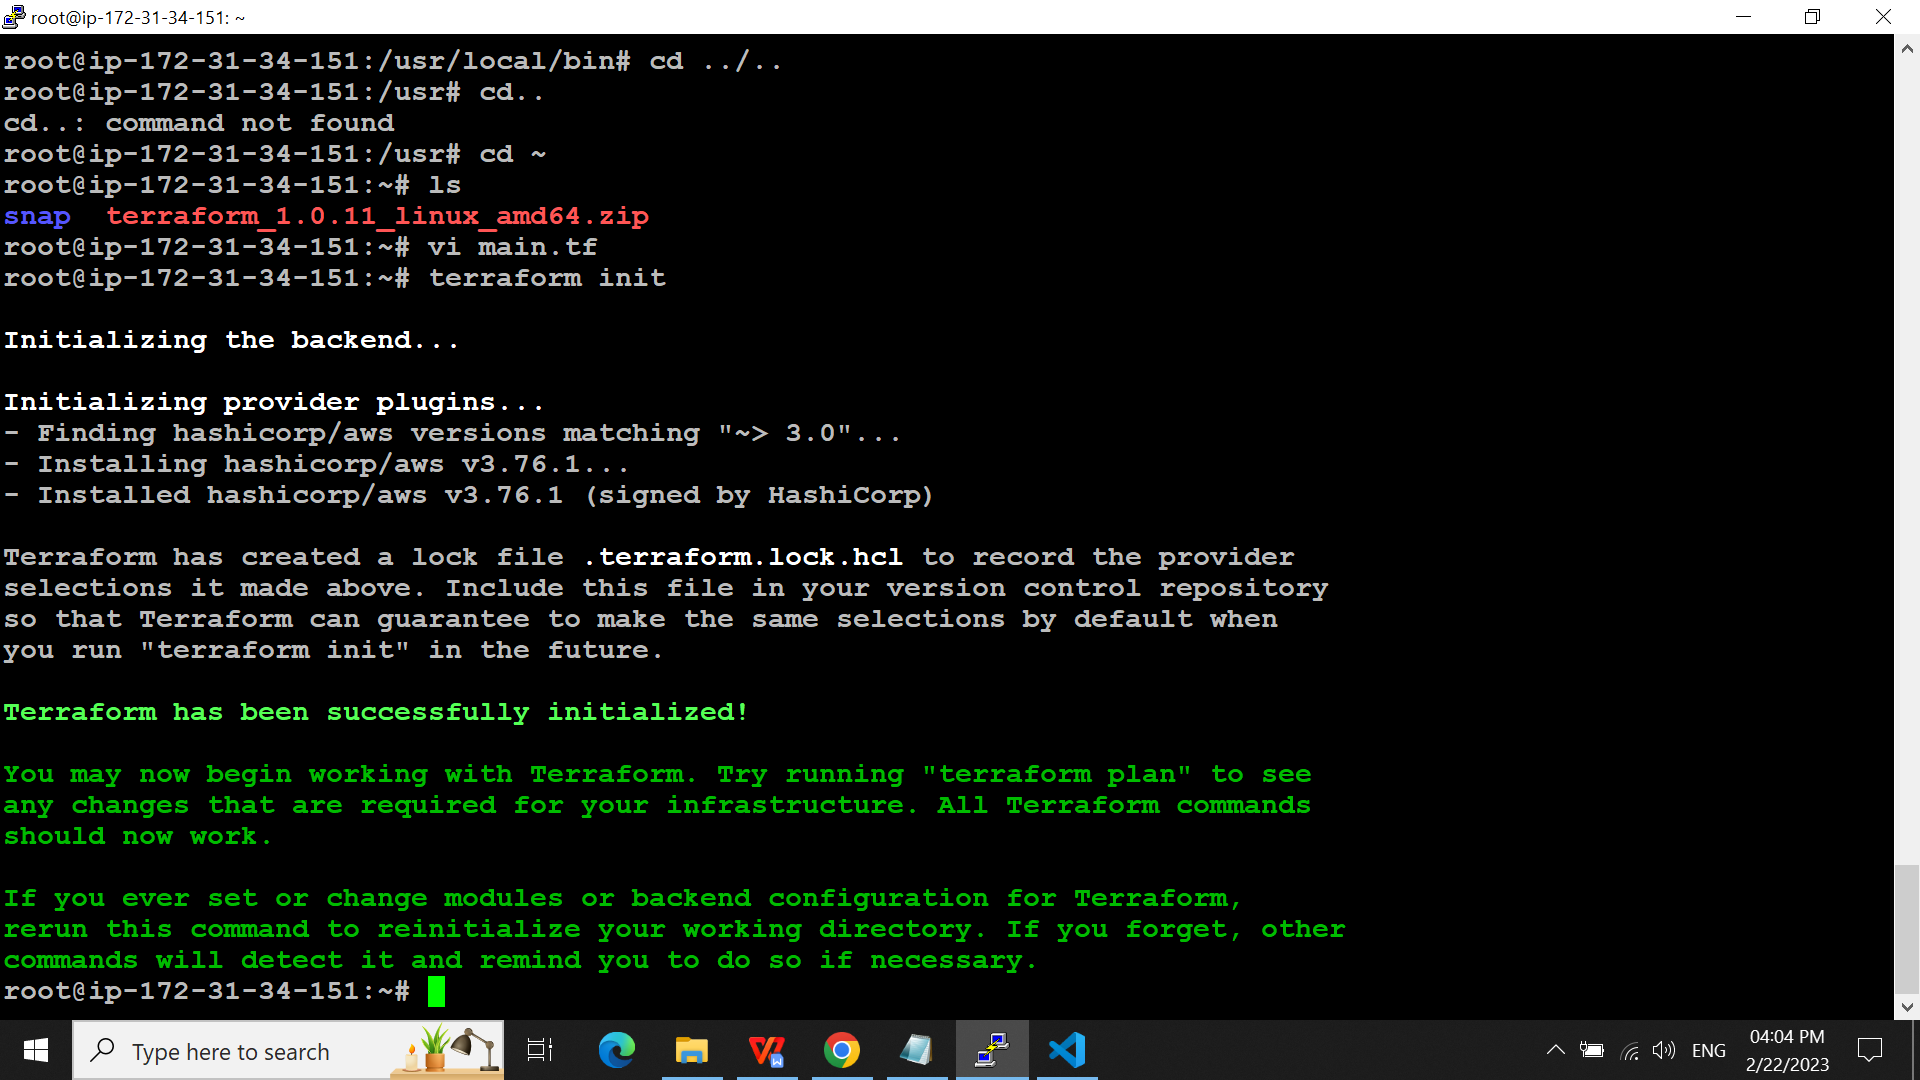 root@ip-172-31-34-151: ~
root@ip-172-31-34-151:/usr/local/bin# cd ../..
root@ip-172-31-34-151:/usr# cd..
cd..: command not found
root@ip-172-31-34-151:/usr# cd ~
root@ip-172-31-34-151:~# ls
snap  terraform_1.0.11_linux_amd64.zip
root@ip-172-31-34-151:~# vi main.tf
root@ip-172-31-34-151:~# terraform init
Initializing the backend...
Initializing provider plugins...
- Finding hashicorp/aws versions matching "~> 3.0"...
- Installing hashicorp/aws v3.76.1...
- Installed hashicorp/aws v3.76.1 (signed by HashiCorp)
Terraform has created a lock file .terraform.lock.hcl to record the provider
selections it made above. Include this file in your version control repository
so that Terraform can guarantee to make the same selections by default when
you run "terraform init" in the future.
Terraform has been successfully initialized!
You may now begin working with Terraform. Try running "terraform plan" to see
any changes that are required for your infrastructure. All Terraform commands
should now work.
If you ever set or change modules or backend configuration for Terraform,
rerun this command to reinitialize your working directory. If you forget, other
commands will detect it and remind you to do so if necessary.
root@ip-172-31-34-151:~#
Type here to search
ENG
04:04 PM
2/22/2023